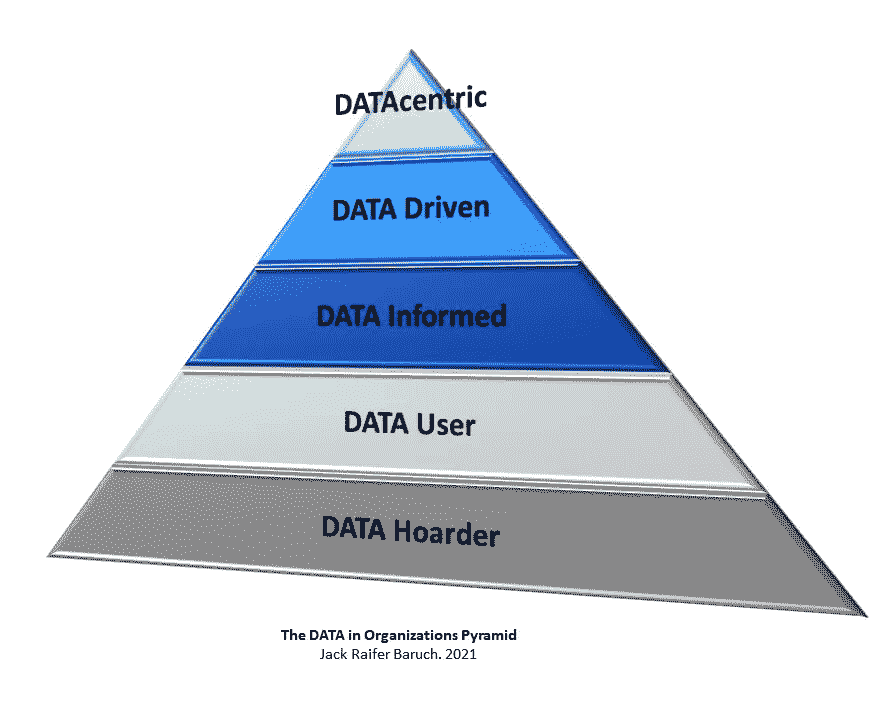 DATAcentric
DATA Driven
DATA Informed
DATA User
DATA Hoarder
The DATA in Organizations Pyramid
Jack Raifer Baruch. 2021